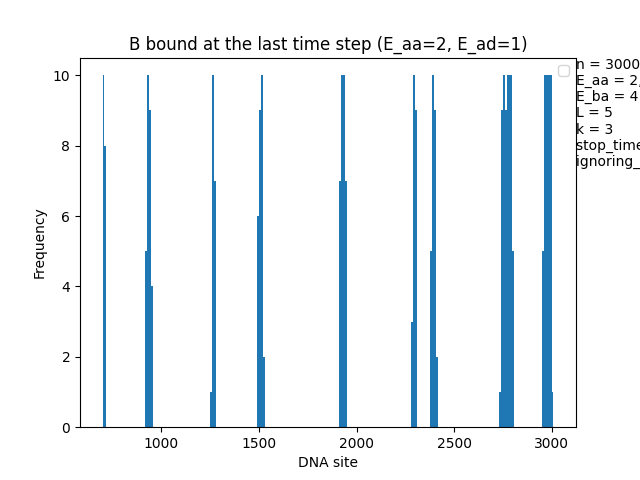 B bound at the last time step (E_aa=2, E_ad=1)
n = 3000
E_aa = 2,
E_ba = 4
L = 5
k = 3
stop_time
ignoring_
10
8
6
4
2
0
Frequency
1000 1500 2000 2500 3000
DNA site